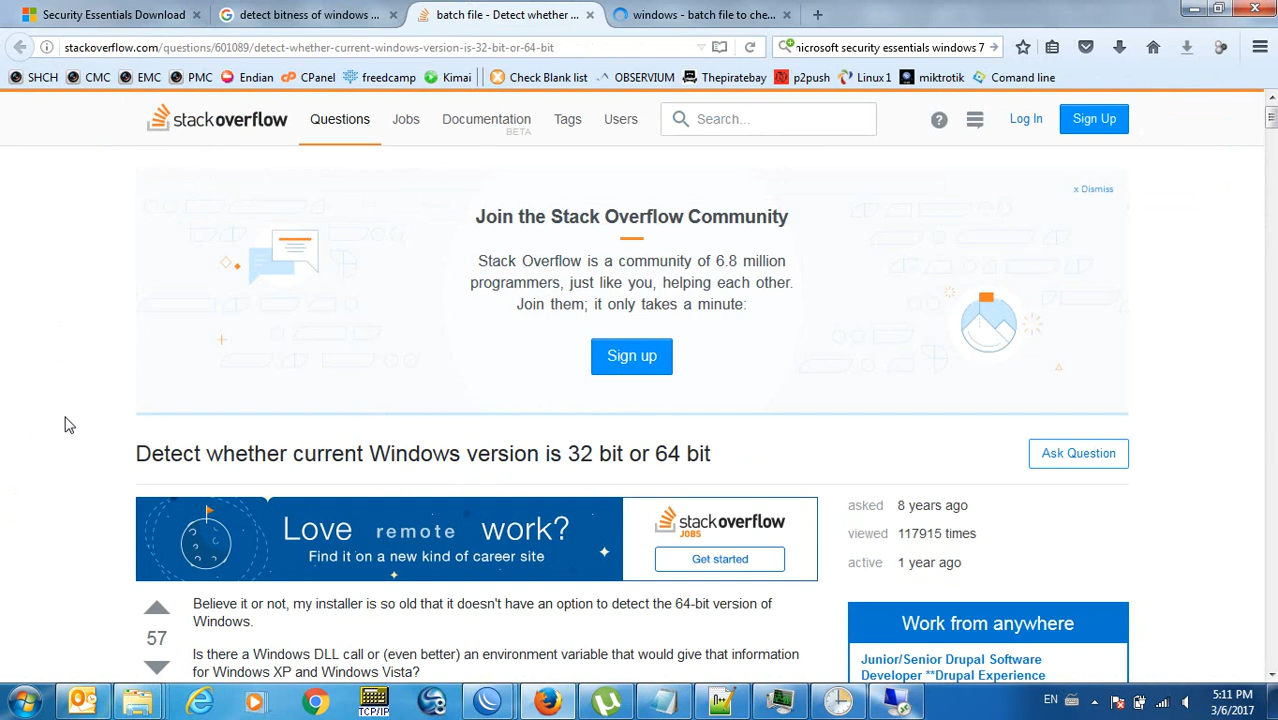 Security Essentials Download
detect bitness of windows ...
batch file - Detect whether ...
windows - batch file to che...
stackoverflow.com/questions/601089/detect-whether-current-windows-version-is-32-bit-or-64-bit
nicrosoft security essentials windows 7
SHCH
CMC
EMC
PMC
Endian
CPanel
freedcamp
Kimai
Check Blank list
OBSERVIUM
Thepiratebay
p2push
Linux1
mikrotik
Comand line
stackoverflow
Questions
Jobs
Documentation
BETA
Tags
Users
Search...
Log In
Sign Up
x Dismiss
Join the Stack Overflow Community
Stack Overflow is a community of 6.8 million
programmers, just like you, helping each other.
Join them; it only takes a minute:
Sign up
Detect whether current Windows version is 32 bit or 64 bit
Ask Question
Love remote work?
Find it on a new kind of career site
stackoverflow
JOBS
Get started
asked 8 years ago
viewed 117915 times
active 1 year ago
57
Believe it or not, my installer is so old that it doesn't have an option to detect the 64-bit version of
Windows.
Is there a Windows DLL call or (even better) an environment variable that would give that information
for Windows XP and Windows Vista?
Work from anywhere
Junior/Senior Drupal Software
Developer **Drupal Experience
TCP/IP
EN
5:11 PM
3/6/2017